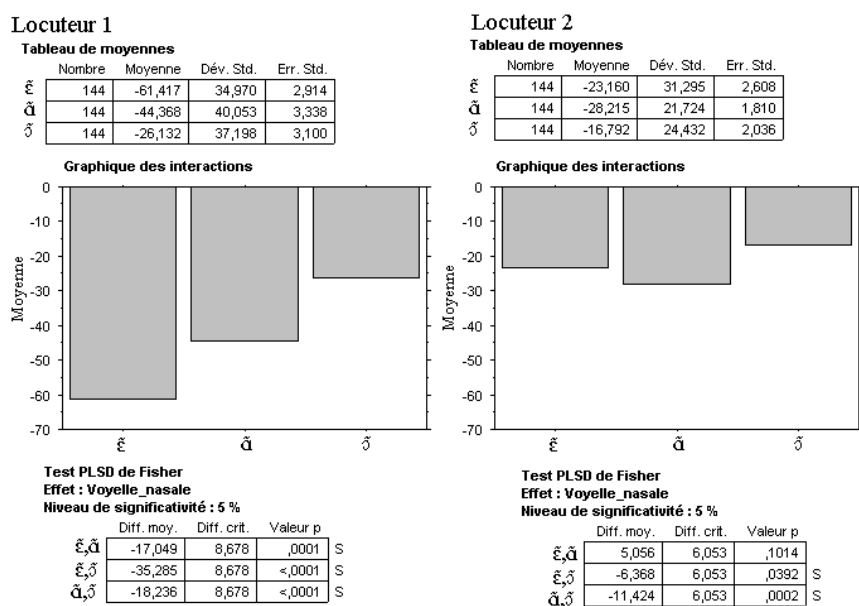 Locuteur 1
Tableau de moyennes
Nombre Moyenne Dév. Std. Err. Std.
ɛ̃ 144 -61,417 34,970 2,914
ɑ̃ 144 -44,368 40,053 3,338
ɔ̃ 144 -26,132 37,198 3,100
Graphique des interactions
0
-10
-20
-30
-40
-50
-60
-70
Moyenne
ɛ̃ ɑ̃ ɔ̃
Test PLSD de Fisher
Effet : Voyelle_nasale
Niveau de significativité : 5 %
Diff. moy. Diff. crit. Valeur p
ɛ̃,ɑ̃ -17,049 8,678 ,0001 S
ɛ̃,ɔ̃ -35,285 8,678 <,0001 S
ɑ̃,ɔ̃ -18,236 8,678 <,0001 S
Locuteur 2
Tableau de moyennes
Nombre Moyenne Dév. Std. Err. Std.
ɛ̃ 144 -23,160 31,295 2,608
ɑ̃ 144 -28,215 21,724 1,810
ɔ̃ 144 -16,792 24,432 2,036
Graphique des interactions
0
-10
-20
-30
-40
-50
-60
-70
Moyenne
ɛ̃ ɑ̃ ɔ̃
Test PLSD de Fisher
Effet : Voyelle_nasale
Niveau de significativité : 5 %
Diff. moy. Diff. crit. Valeur p
ɛ̃,ɑ̃ 5,056 6,053 ,1014
ɛ̃,ɔ̃ -6,368 6,053 ,0392 S
ɑ̃,ɔ̃ -11,424 6,053 ,0002 S